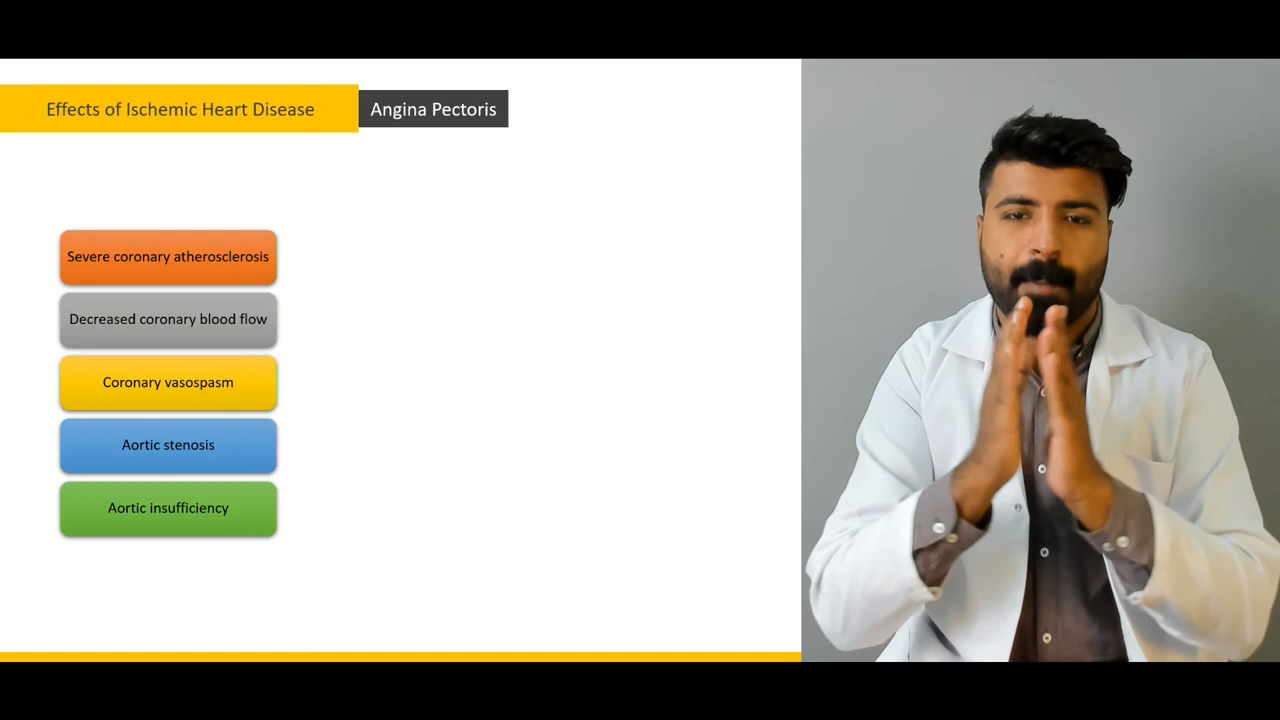 Effects of Ischemic Heart Disease
Angina Pectoris
Severe coronary atherosclerosis
Decreased coronary blood flow
Coronary vasospasm
Aortic stenosis
Aortic insufficiency